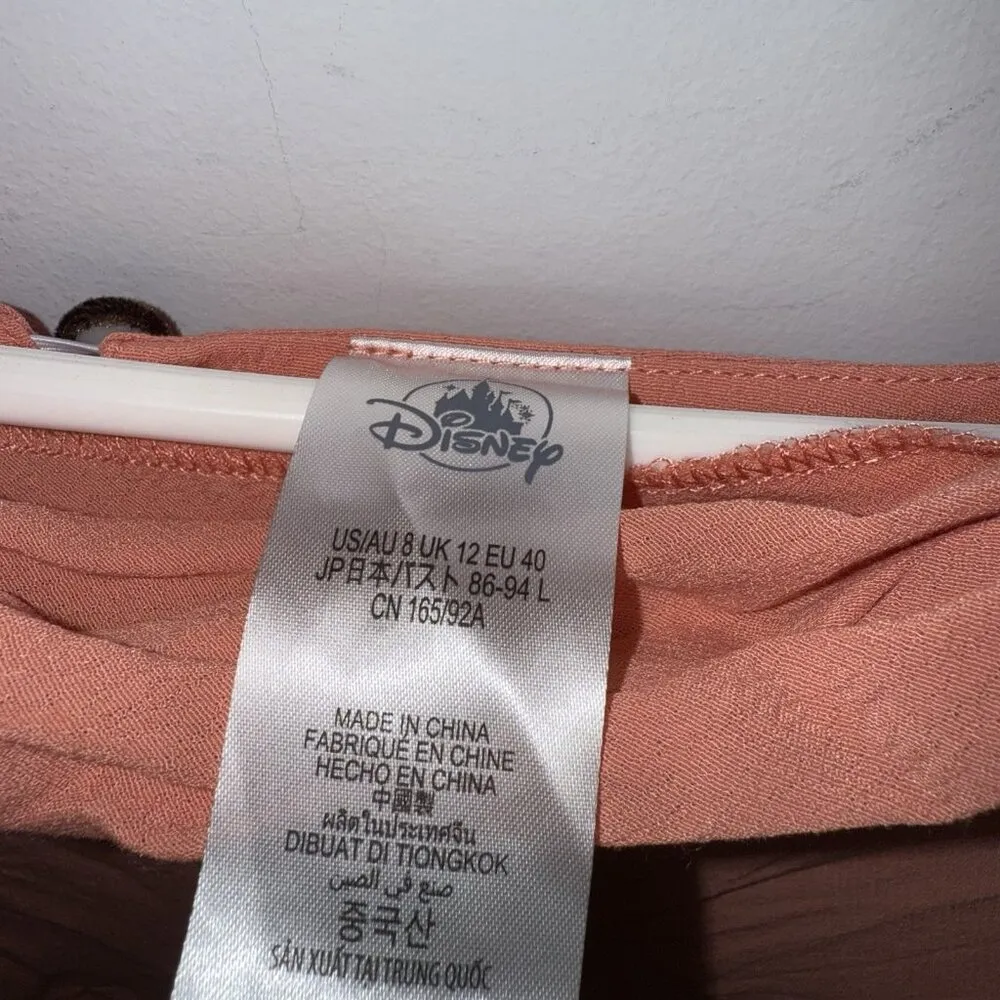 Disney
US/AU 8 UK 12 EU 40
JP日本/バスト 86-94 L
CN 165/92A
MADE IN CHINA
FABRIQUÉ EN CHINE
HECHO EN CHINA
中國製
ผลิตในประเทศจีน
DIBUAT DI TIONGKOK
صنع في الصين
중국산
SẢN XUẤT TẠI TRUNG QUỐC